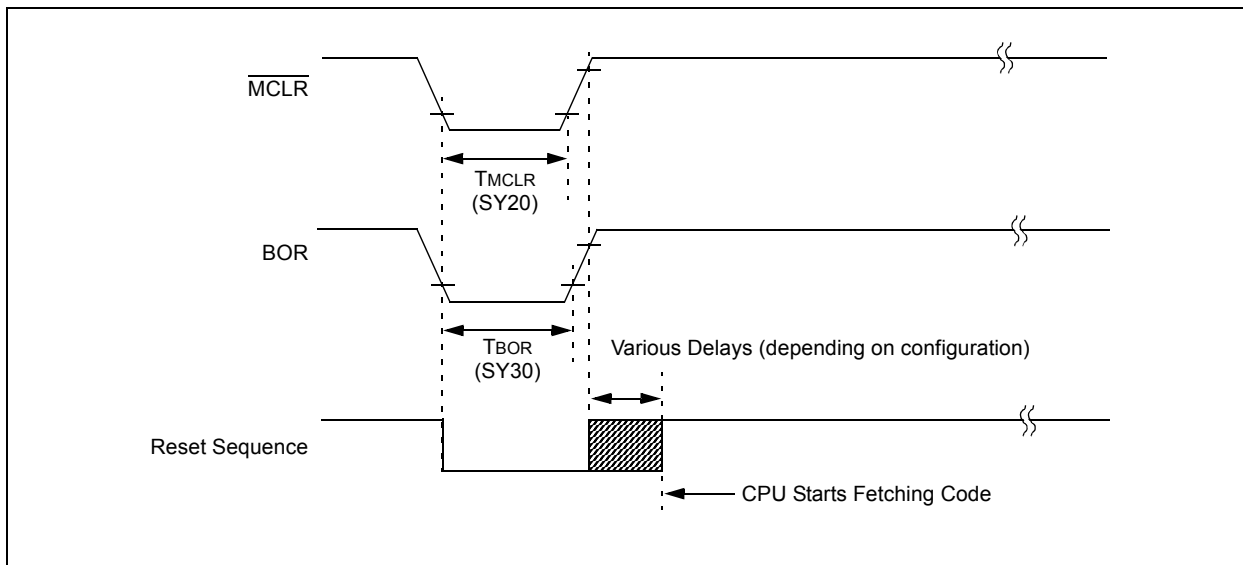 MCLR
TMCLR
(SY20)
BOR
TBOR
(SY30)
Various Delays (depending on configuration)
Reset Sequence
CPU Starts Fetching Code